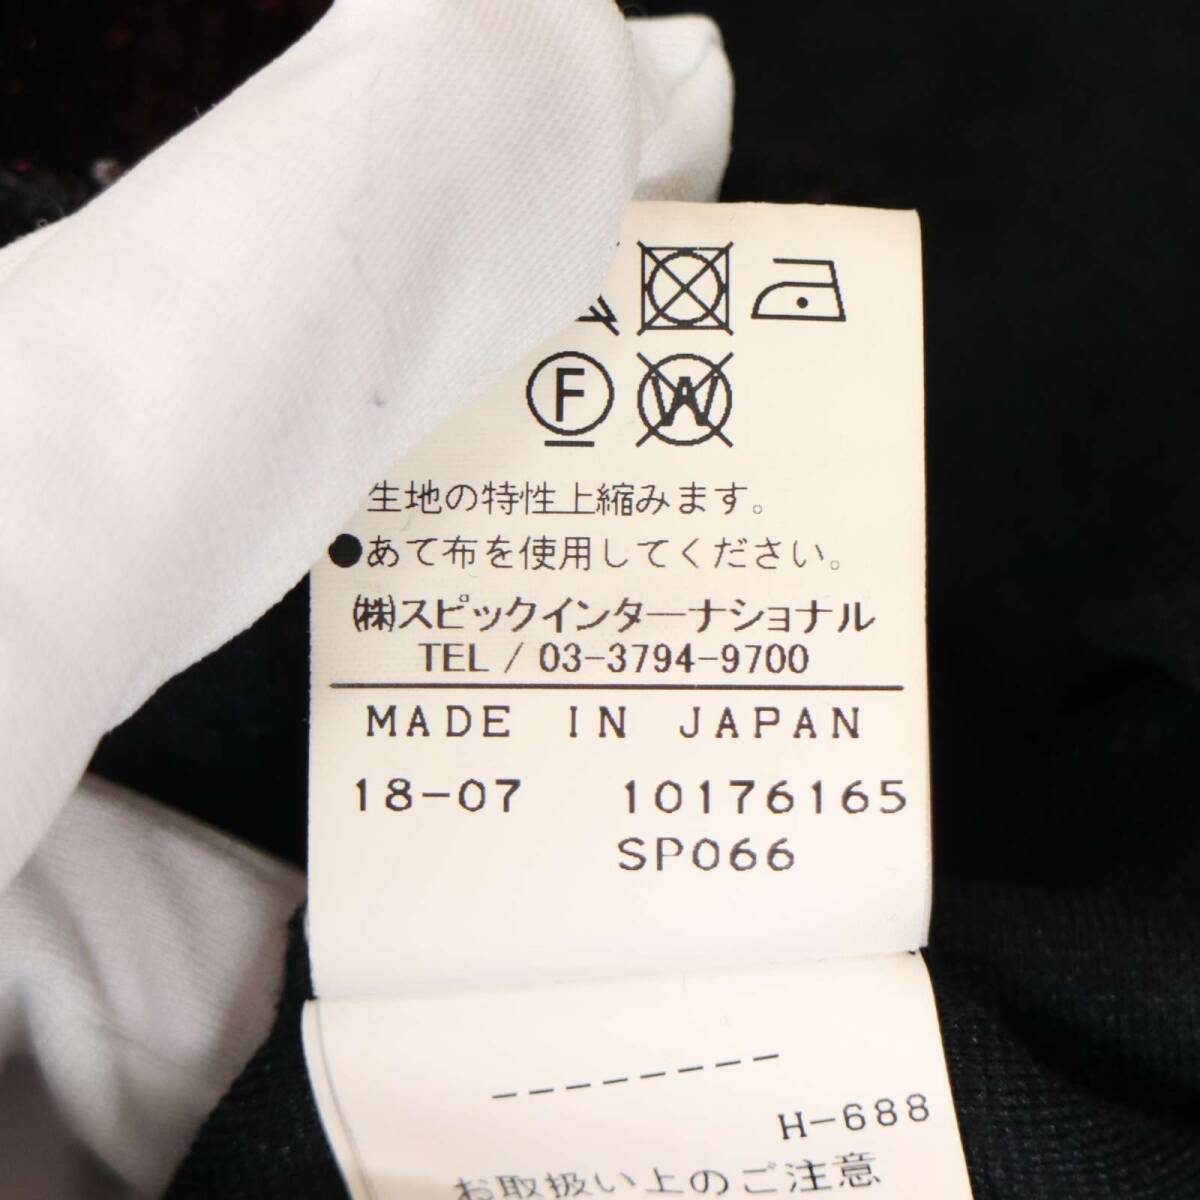 F W
生地の特性上縮みます。
●あて布を使用してください。
㈱スピックインターナショナル
TEL / 03-3794-9700
MADE IN JAPAN
18-07 10176165
SP066
--------
H-688
お取扱い上のご注意